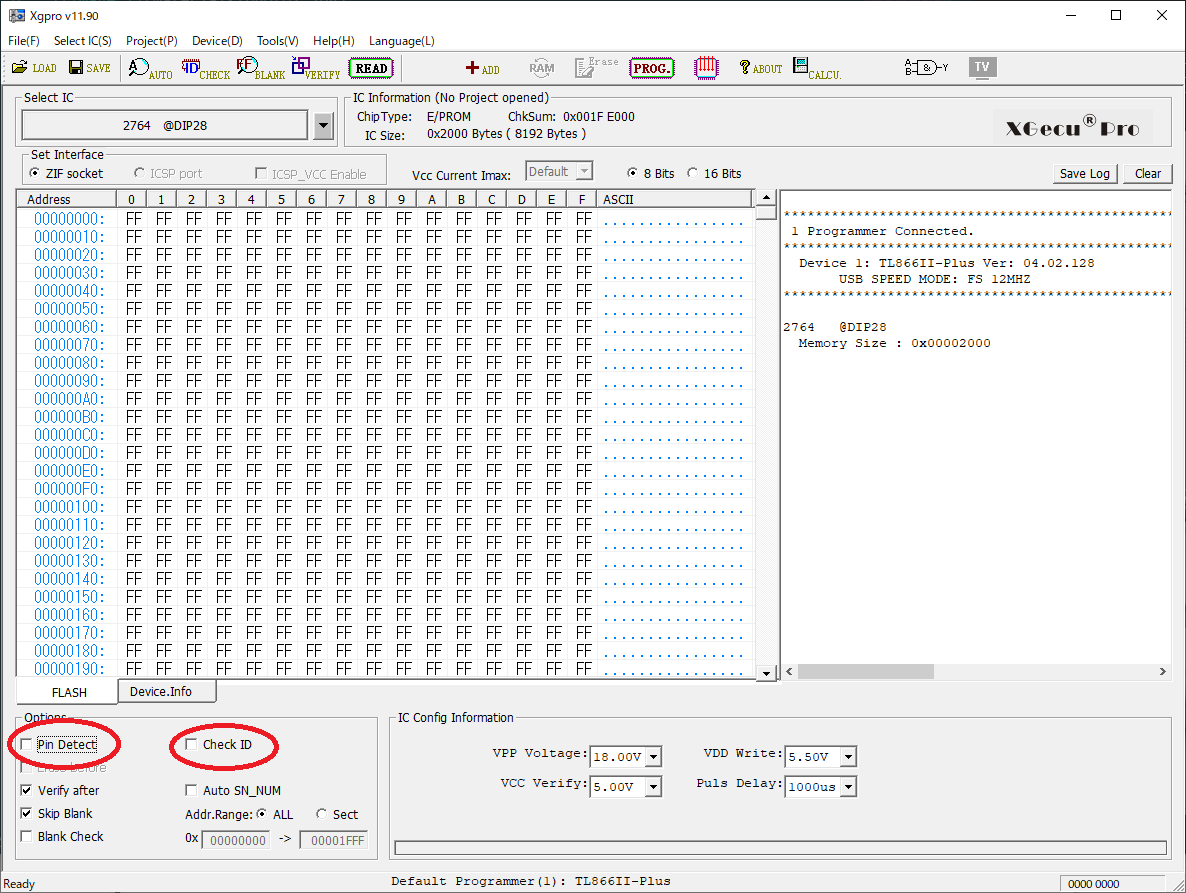 Xgpro v11.90
File(F) Select IC(S) Project(P) Device(D) Tools(V) Help(H) Language(L)
LOAD SAVE AUTO CHECK BLANK VERIFY READ ADD RAM Erase PROG. ABOUT CALCU. TV
Select IC
2764 @DIP28
IC Information (No Project opened)
ChipType: E/PROM ChkSum: 0x001F E000
IC Size: 0x2000 Bytes ( 8192 Bytes )
XGecu® Pro
Set Interface
ZIF socket ICSP port ICSP_VCC Enable
Vcc Current Imax: Default 8 Bits 16 Bits
Save Log Clear
Address 0 1 2 3 4 5 6 7 8 9 A B C D E F ASCII
00000000: FF FF FF FF FF FF FF FF FF FF FF FF FF FF FF FF ................
00000010: FF FF FF FF FF FF FF FF FF FF FF FF FF FF FF FF ................
00000020: FF FF FF FF FF FF FF FF FF FF FF FF FF FF FF FF ................
00000030: FF FF FF FF FF FF FF FF FF FF FF FF FF FF FF FF ................
00000040: FF FF FF FF FF FF FF FF FF FF FF FF FF FF FF FF ................
00000050: FF FF FF FF FF FF FF FF FF FF FF FF FF FF FF FF ................
00000060: FF FF FF FF FF FF FF FF FF FF FF FF FF FF FF FF ................
00000070: FF FF FF FF FF FF FF FF FF FF FF FF FF FF FF FF ................
00000080: FF FF FF FF FF FF FF FF FF FF FF FF FF FF FF FF ................
00000090: FF FF FF FF FF FF FF FF FF FF FF FF FF FF FF FF ................
000000A0: FF FF FF FF FF FF FF FF FF FF FF FF FF FF FF FF ................
000000B0: FF FF FF FF FF FF FF FF FF FF FF FF FF FF FF FF ................
000000C0: FF FF FF FF FF FF FF FF FF FF FF FF FF FF FF FF ................
000000D0: FF FF FF FF FF FF FF FF FF FF FF FF FF FF FF FF ................
000000E0: FF FF FF FF FF FF FF FF FF FF FF FF FF FF FF FF ................
000000F0: FF FF FF FF FF FF FF FF FF FF FF FF FF FF FF FF ................
00000100: FF FF FF FF FF FF FF FF FF FF FF FF FF FF FF FF ................
00000110: FF FF FF FF FF FF FF FF FF FF FF FF FF FF FF FF ................
00000120: FF FF FF FF FF FF FF FF FF FF FF FF FF FF FF FF ................
00000130: FF FF FF FF FF FF FF FF FF FF FF FF FF FF FF FF ................
00000140: FF FF FF FF FF FF FF FF FF FF FF FF FF FF FF FF ................
00000150: FF FF FF FF FF FF FF FF FF FF FF FF FF FF FF FF ................
00000160: FF FF FF FF FF FF FF FF FF FF FF FF FF FF FF FF ................
00000170: FF FF FF FF FF FF FF FF FF FF FF FF FF FF FF FF ................
00000180: FF FF FF FF FF FF FF FF FF FF FF FF FF FF FF FF ................
00000190: FF FF FF FF FF FF FF FF FF FF FF FF FF FF FF FF ................
*************************************************
1 Programmer Connected.
*************************************************
Device 1: TL866II-Plus Ver: 04.02.128
USB SPEED MODE: FS 12MHZ
*************************************************
2764 @DIP28
Memory Size : 0x00002000
FLASH Device.Info
Options
Pin Detect Check ID
Erase before
Verify after Auto SN_NUM
Skip Blank Addr.Range: ALL Sect
Blank Check 0x 00000000 -> 00001FFF
IC Config Information
VPP Voltage: 18.00V VDD Write: 5.50V
VCC Verify: 5.00V Puls Delay: 1000us
Ready Default Programmer(1): TL866II-Plus 0000 0000